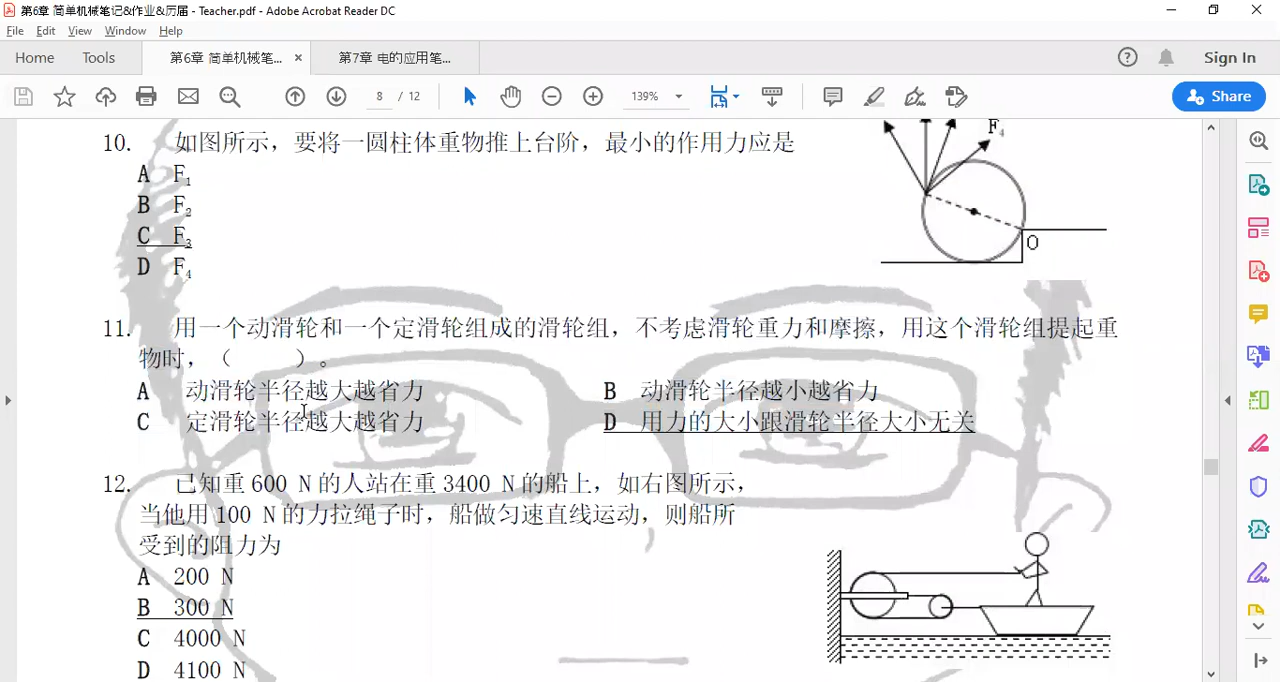 第6章 简单机械笔记&作业&历届 - Teacher.pdf - Adobe Acrobat Reader DC
File Edit View Window Help
Home Tools 第6章 简单机械笔... × 第7章 电的应用笔... Sign In
8 / 12 139% Share
10. 如图所示，要将一圆柱体重物推上台阶，最小的作用力应是
A F₁
B F₂
C F₃
D F₄
F₄
O
11. 用一个动滑轮和一个定滑轮组成的滑轮组，不考虑滑轮重力和摩擦，用这个滑轮组提起重
物时，（ ）。
A 动滑轮半径越大越省力 B 动滑轮半径越小越省力
C 定滑轮半径越大越省力 D 用力的大小跟滑轮半径大小无关
12. 已知重 600 N 的人站在重 3400 N 的船上，如右图所示，
当他用 100 N 的力拉绳子时，船做匀速直线运动，则船所
受到的阻力为
A 200 N
B 300 N
C 4000 N
D 4100 N